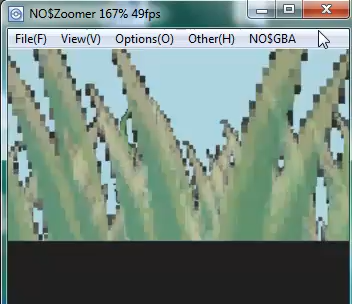 NO$Zoomer 167% 49fps
File(F) View(V) Options(O) Other(H) NO$GBA